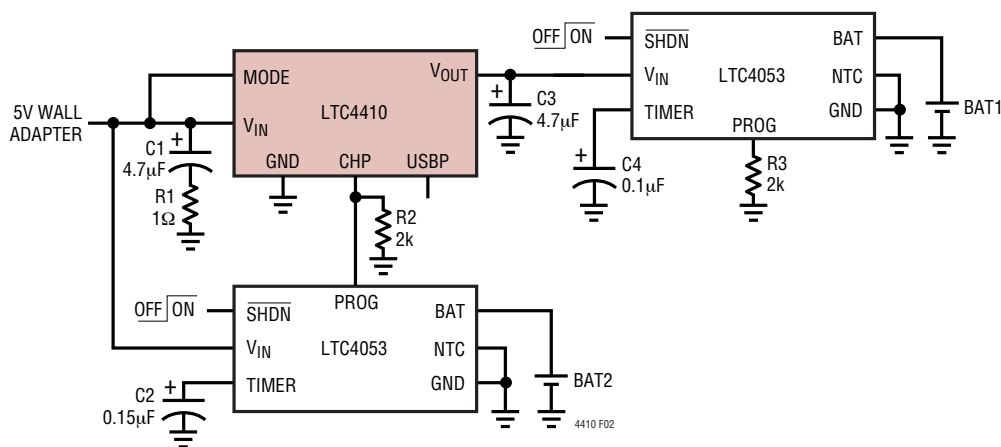 5V WALL
ADAPTER
C1
4.7µF
R1
1Ω
+
MODE
VIN
LTC4410
VOUT
GND
CHP
USBP
C3
4.7µF
+
R2
2k
OFF ON
SHDN
VIN
TIMER
LTC4053
PROG
BAT
NTC
GND
BAT1
C4
0.1µF
+
R3
2k
OFF ON
SHDN
VIN
TIMER
PROG
LTC4053
BAT
NTC
GND
BAT2
C2
0.15µF
+
4410 F02